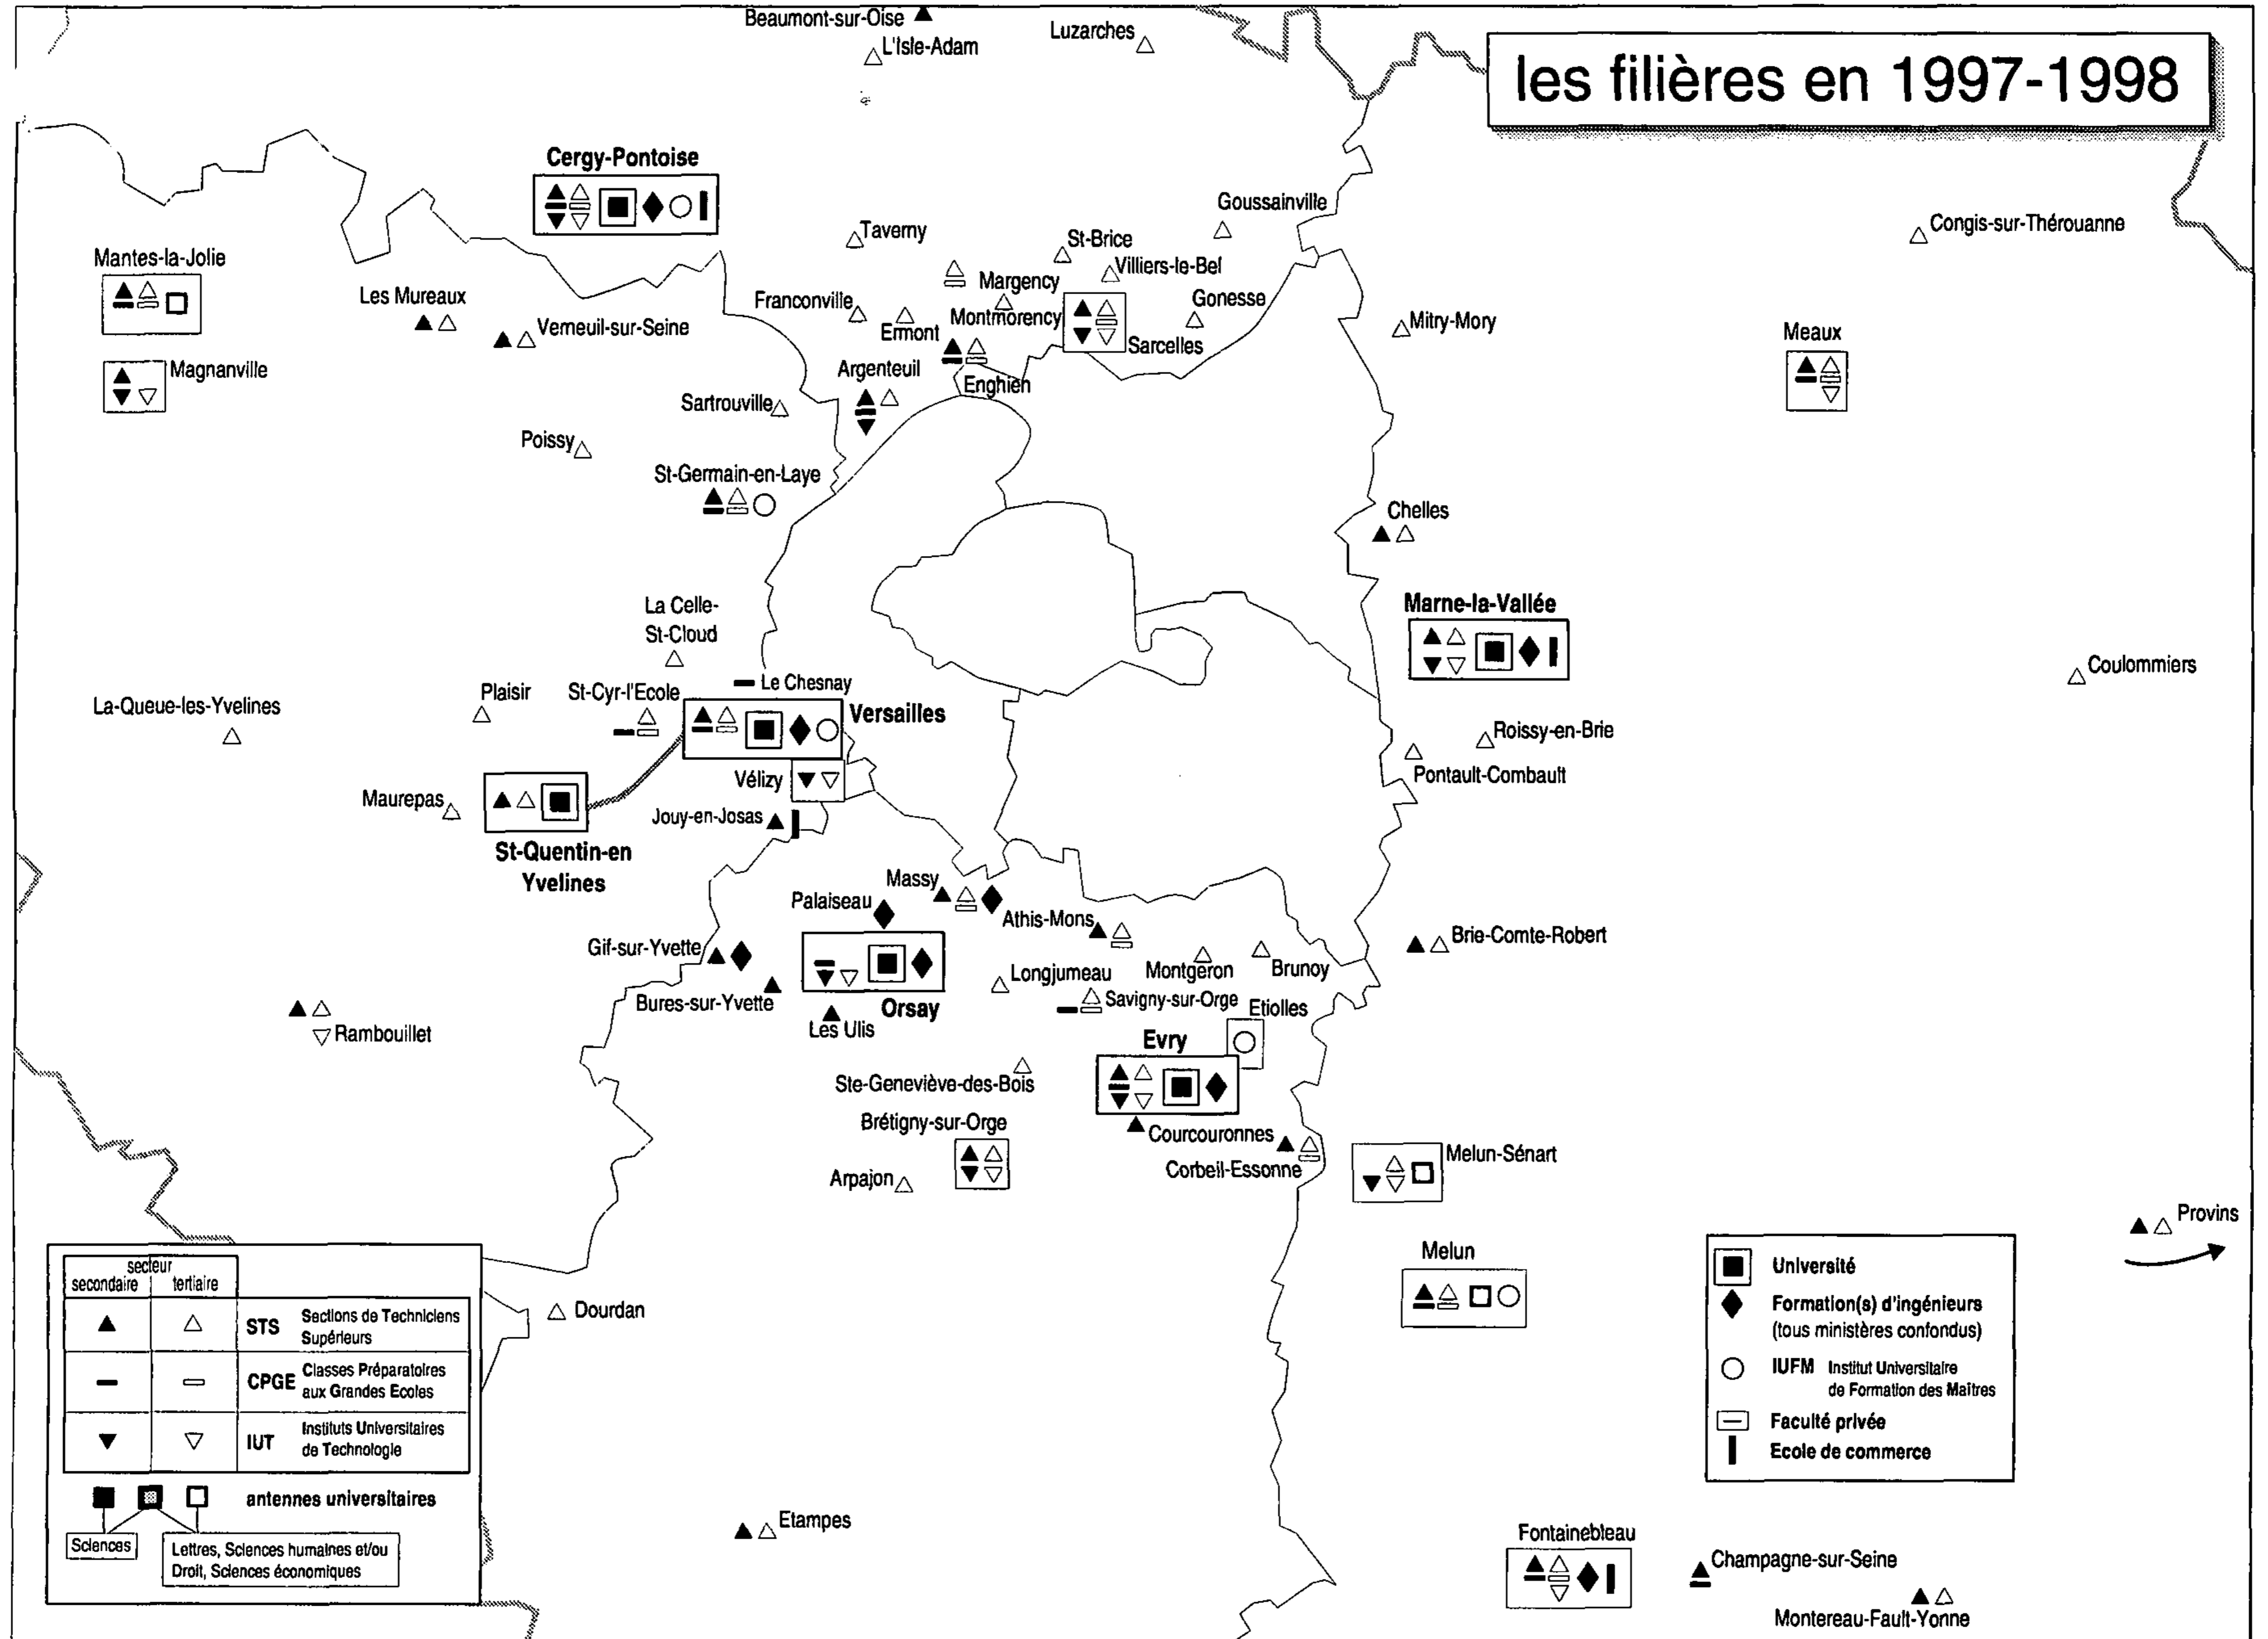 Beaumont-sur-Oise
L'Isle-Adam
Luzarches
les filières en 1997-1998
Cergy-Pontoise
Goussainville
Congis-sur-Thérouanne
Taverny
St-Brice
Mantes-la-Jolie
Villiers-le-Bel
Margency
Les Mureaux
Franconville
Gonesse
Montmorency
Verneuil-sur-Seine
Ermont
Mitry-Mory
Meaux
Sarcelles
Magnanville
Argenteuil
Enghien
Sartrouville
Poissy
St-Germain-en-Laye
Chelles
La Celle-
St-Cloud
Marne-la-Vallée
Coulommiers
Le Chesnay
Plaisir
St-Cyr-l'Ecole
La-Queue-les-Yvelines
Versailles
Roissy-en-Brie
Vélizy
Pontault-Combault
Maurepas
Jouy-en-Josas
St-Quentin-en
Yvelines
Massy
Palaiseau
Athis-Mons
Brie-Comte-Robert
Gif-sur-Yvette
Longjumeau
Montgeron
Brunoy
Bures-sur-Yvette
Orsay
Savigny-sur-Orge
Etiolles
Les Ulis
Rambouillet
Evry
Ste-Geneviève-des-Bois
Brétigny-sur-Orge
Courcouronnes
Corbeil-Essonne
Melun-Sénart
Arpajon
Provins
Melun
Dourdan
Etampes
Fontainebleau
Champagne-sur-Seine
Montereau-Fault-Yonne
secteur
secondaire
tertiaire
STS Sections de Techniciens
Supérieurs
CPGE Classes Préparatoires
aux Grandes Ecoles
IUT Instituts Universitaires
de Technologie
antennes universitaires
Sciences
Lettres, Sciences humaines et/ou
Droit, Sciences économiques
Université
Formation(s) d'ingénieurs
(tous ministères confondus)
IUFM Institut Universitaire
de Formation des Maîtres
Faculté privée
Ecole de commerce